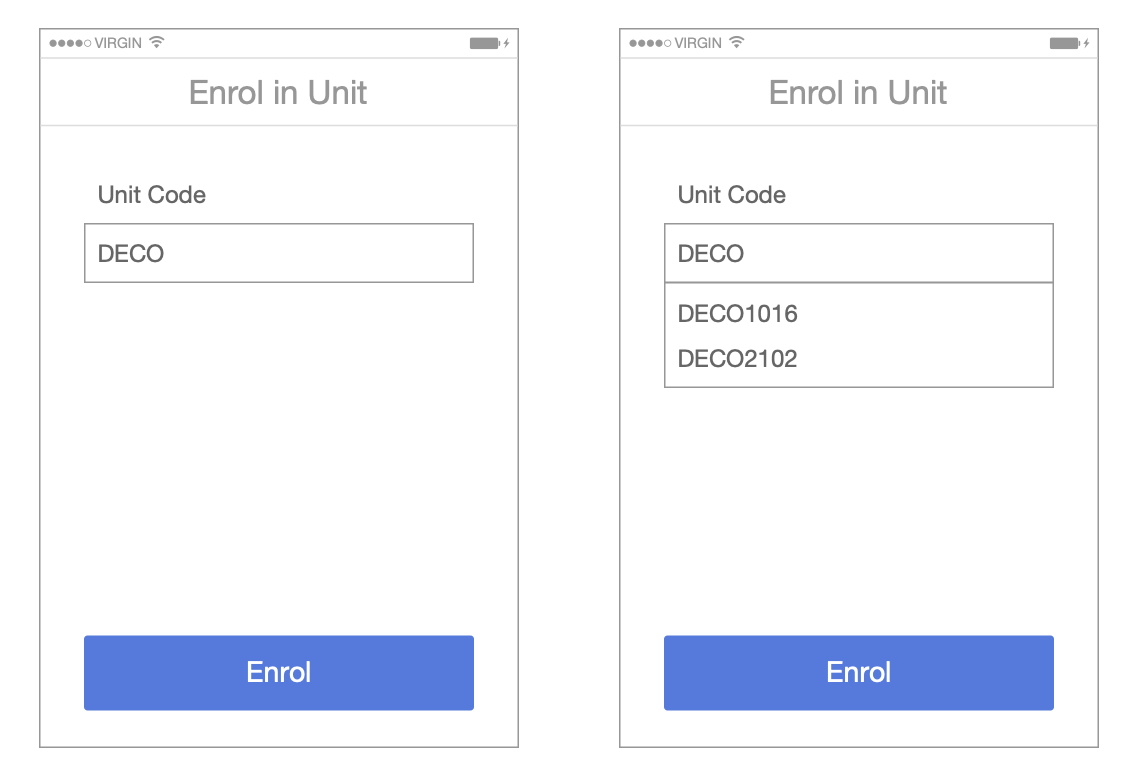 VIRGIN
Enrol in Unit
Unit Code
DECO
Enrol
VIRGIN
Enrol in Unit
Unit Code
DECO
DECO1016
DECO2102
Enrol